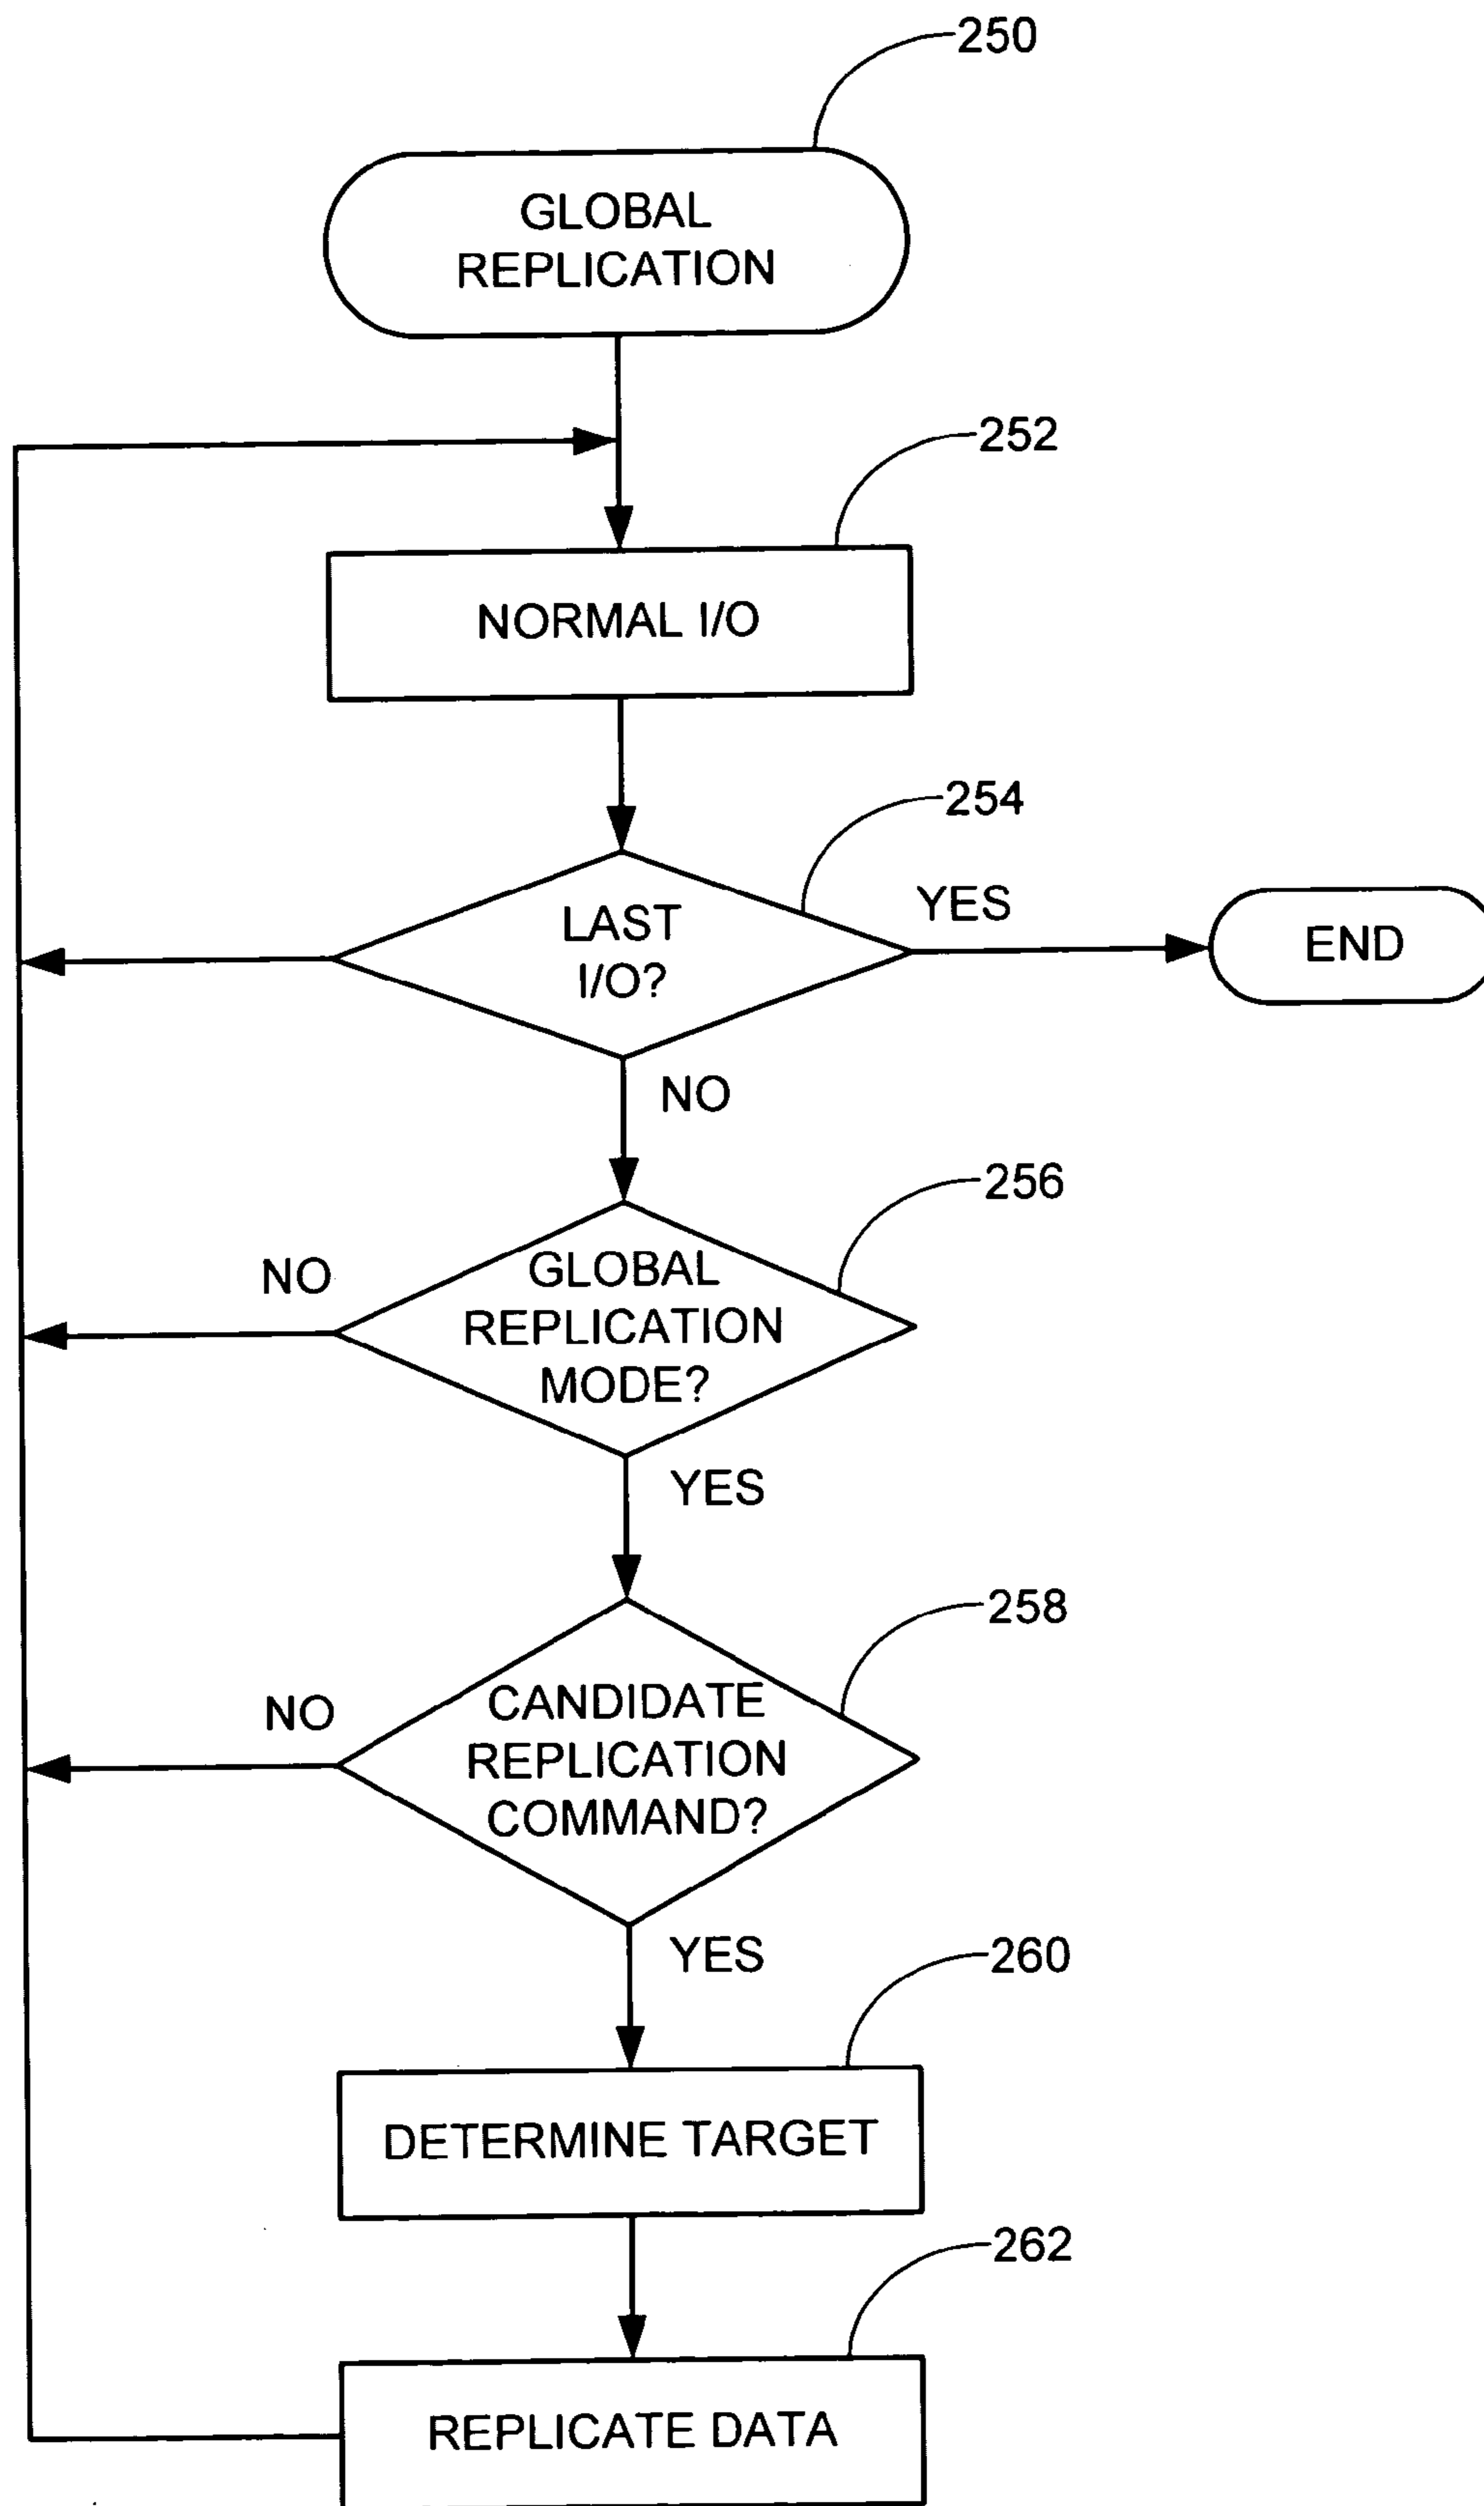 250
GLOBAL
REPLICATION
252
NORMAL I/O
254
LAST
I/O?
YES
END
NO
256
GLOBAL
REPLICATION
MODE?
NO
YES
258
CANDIDATE
REPLICATION
COMMAND?
NO
YES
260
DETERMINE TARGET
262
REPLICATE DATA